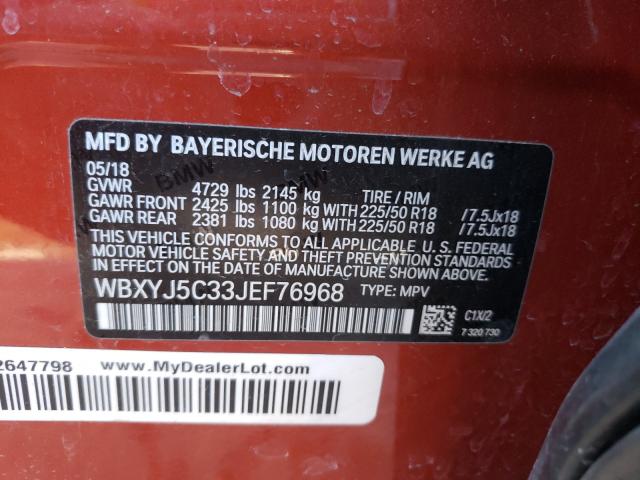 MFD BY BAYERISCHE MOTOREN WERKE AG
05/18
GVWR 4729 lbs 2145 kg TIRE / RIM
GAWR FRONT 2425 lbs 1100 kg WITH 225/50 R18 /7.5Jx18
GAWR REAR 2381 lbs 1080 kg WITH 225/50 R18 /7.5Jx18
THIS VEHICLE CONFORMS TO ALL APPLICABLE U. S. FEDERAL
MOTOR VEHICLE SAFETY AND THEFT PREVENTION STANDARDS
IN EFFECT ON THE DATE OF MANUFACTURE SHOWN ABOVE.
WBXYJ5C33JEF76968 TYPE: MPV
C1X/2
7 320 730
2647798 www.MyDealerLot.com
BMW